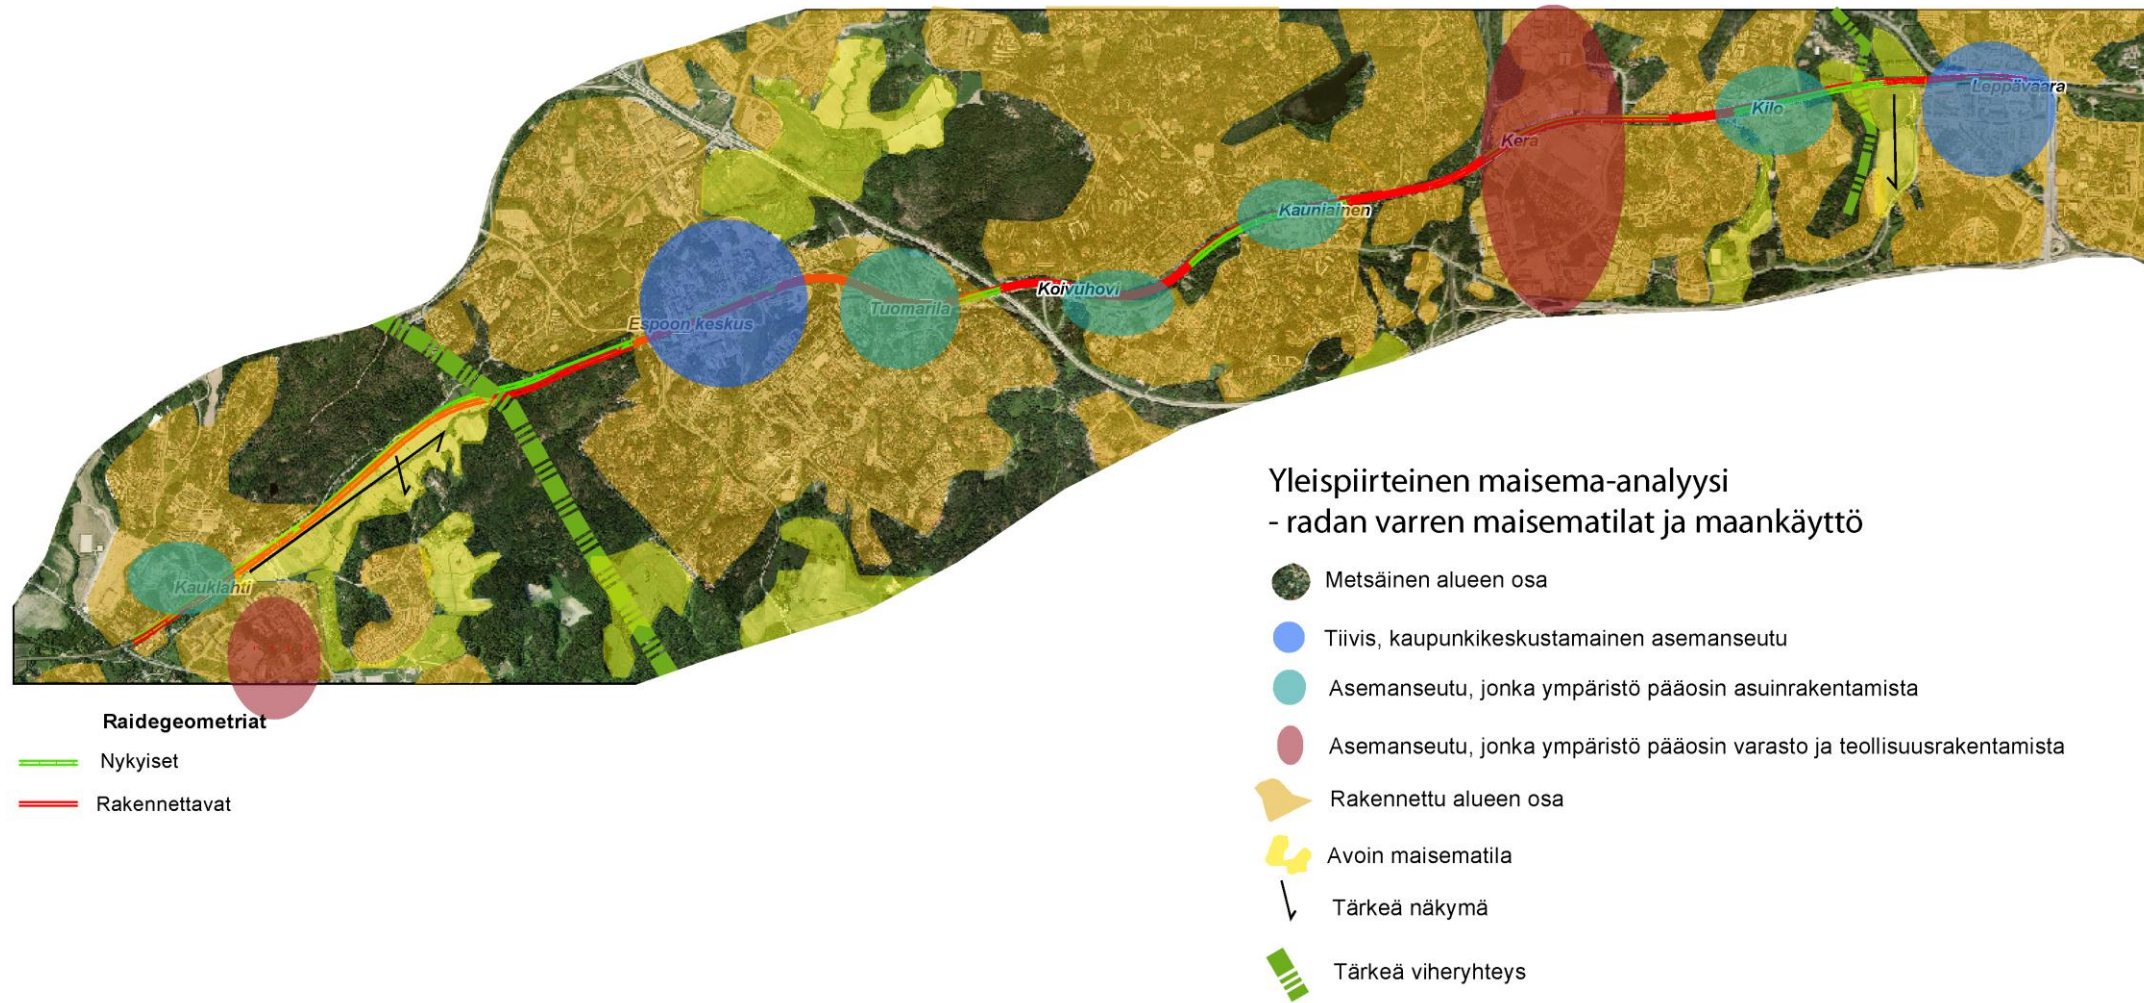 Leppävaara
Kilo
Kera
Kauniainen
Koivuhovi
Tuomarila
Espoon keskus
Kauklahti
Yleispiirteinen maisema-analyysi
- radan varren maisematilat ja maankäyttö
Metsäinen alueen osa
Tiivis, kaupunkikeskustamainen asemanseutu
Asemanseutu, jonka ympäristö pääosin asuinrakentamista
Asemanseutu, jonka ympäristö pääosin varasto ja teollisuusrakentamista
Rakennettu alueen osa
Avoin maisematila
Tärkeä näkymä
Tärkeä viheryhteys
Raidegeometriat
Nykyiset
Rakennettavat